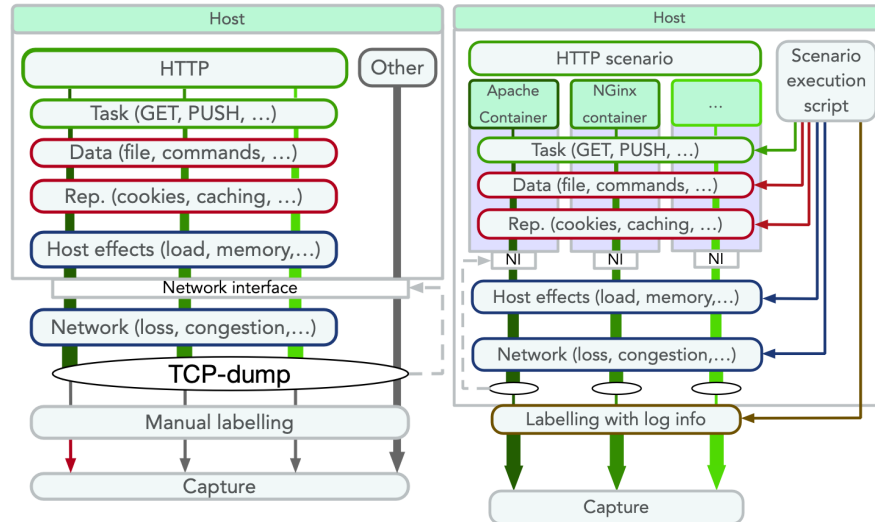 Host
HTTP
Other
Task (GET, PUSH, ...)
Data (file, commands, ...)
Rep. (cookies, caching, ...)
Host effects (load, memory,...)
Network interface
Network (loss, congestion,...)
TCP-dump
Manual labelling
Capture
Host
HTTP scenario
Scenario
execution
script
Apache
Container
NGinx
container
...
Task (GET, PUSH, ...)
Data (file, commands, ...)
Rep. (cookies, caching, ...)
NI
NI
NI
Host effects (load, memory,...)
Network (loss, congestion,...)
Labelling with log info
Capture